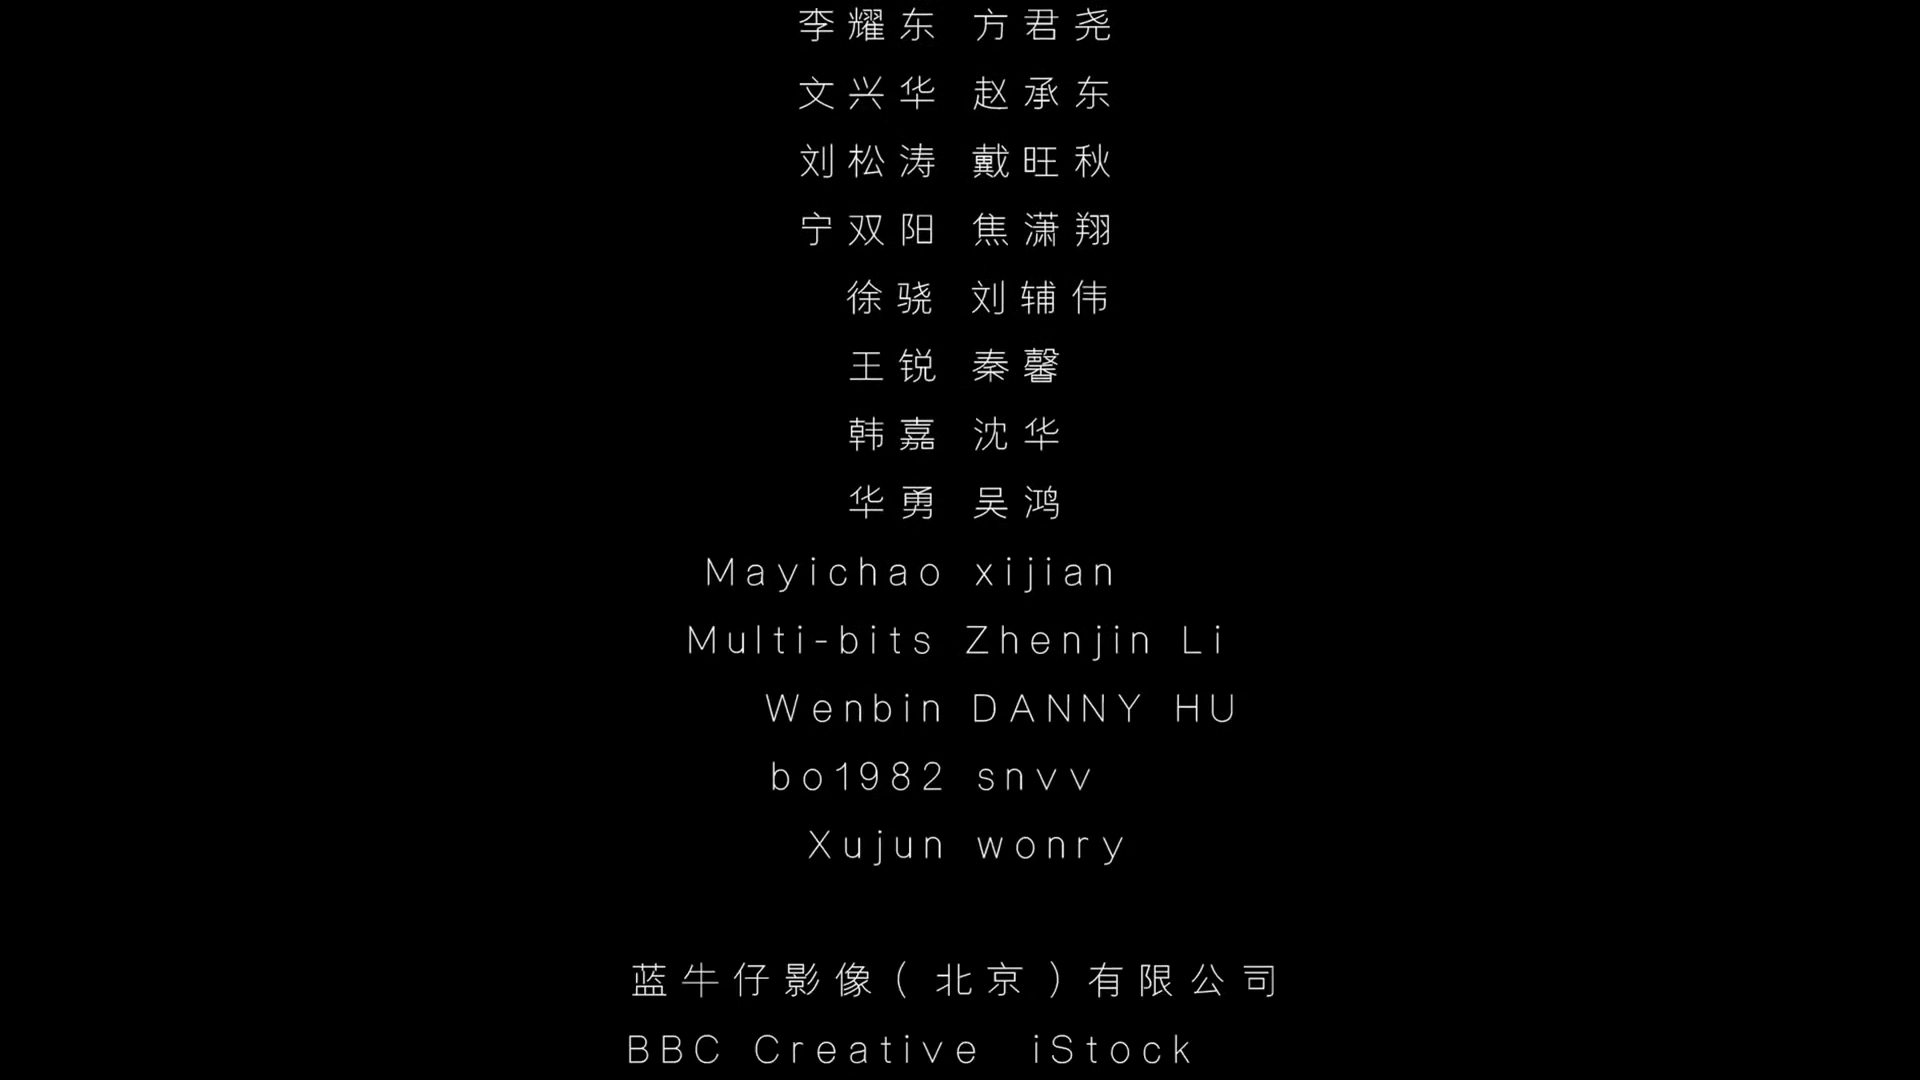 李耀东 方君尧
文兴华 赵承东
刘松涛 戴旺秋
宁双阳 焦潇翔
徐骁 刘辅伟
王锐 秦馨
韩嘉 沈华
华勇 吴鸿
Mayichao xijian
Multi-bits Zhenjin Li
Wenbin DANNY HU
bo1982 snvv
Xujun wonry
蓝牛仔影像（北京）有限公司
BBC Creative iStock